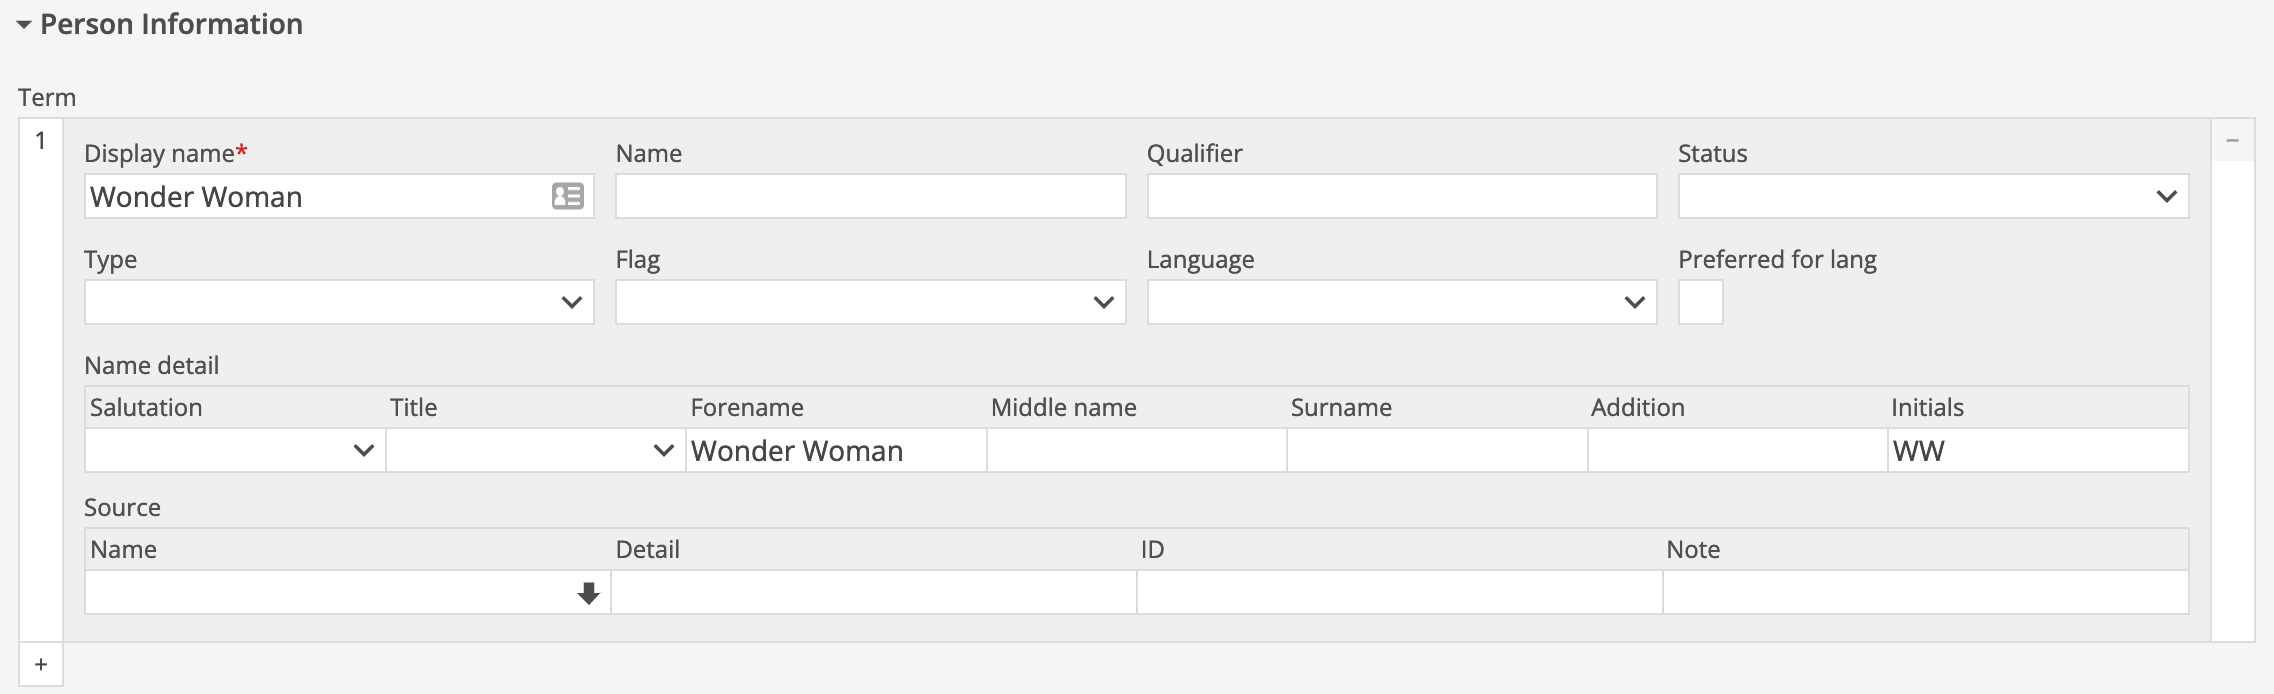 Person Information
Term
1
Display name* Name Qualifier Status
Wonder Woman
Type Flag Language Preferred for lang
Name detail
Salutation Title Forename Middle name Surname Addition Initials
Wonder Woman WW
Source
Name Detail ID Note
+